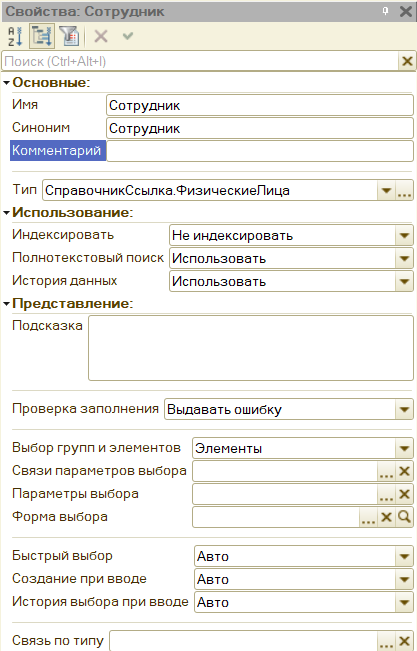 Свойства: Сотрудник
Поиск (Ctrl+Alt+I)
Основные:
Имя Сотрудник
Синоним Сотрудник
Комментарий
Тип СправочникСсылка.ФизическиеЛица
Использование:
Индексировать Не индексировать
Полнотекстовый поиск Использовать
История данных Использовать
Представление:
Подсказка
Проверка заполнения Выдавать ошибку
Выбор групп и элементов Элементы
Связи параметров выбора
Параметры выбора
Форма выбора
Быстрый выбор Авто
Создание при вводе Авто
История выбора при вводе Авто
Связь по типу